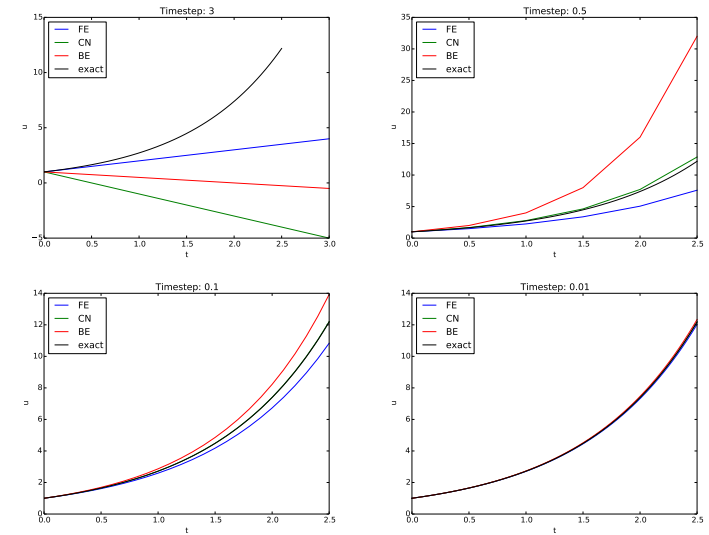 Timestep: 3
15
10
5
0
−5
0.0 0.5 1.0 1.5 2.0 2.5 3.0
t
u
FE
CN
BE
exact
Timestep: 0.5
35
30
25
20
15
10
5
0
0.0 0.5 1.0 1.5 2.0 2.5
t
u
FE
CN
BE
exact
Timestep: 0.1
14
12
10
8
6
4
2
0
0.0 0.5 1.0 1.5 2.0 2.5
t
u
FE
CN
BE
exact
Timestep: 0.01
14
12
10
8
6
4
2
0
0.0 0.5 1.0 1.5 2.0 2.5
t
u
FE
CN
BE
exact